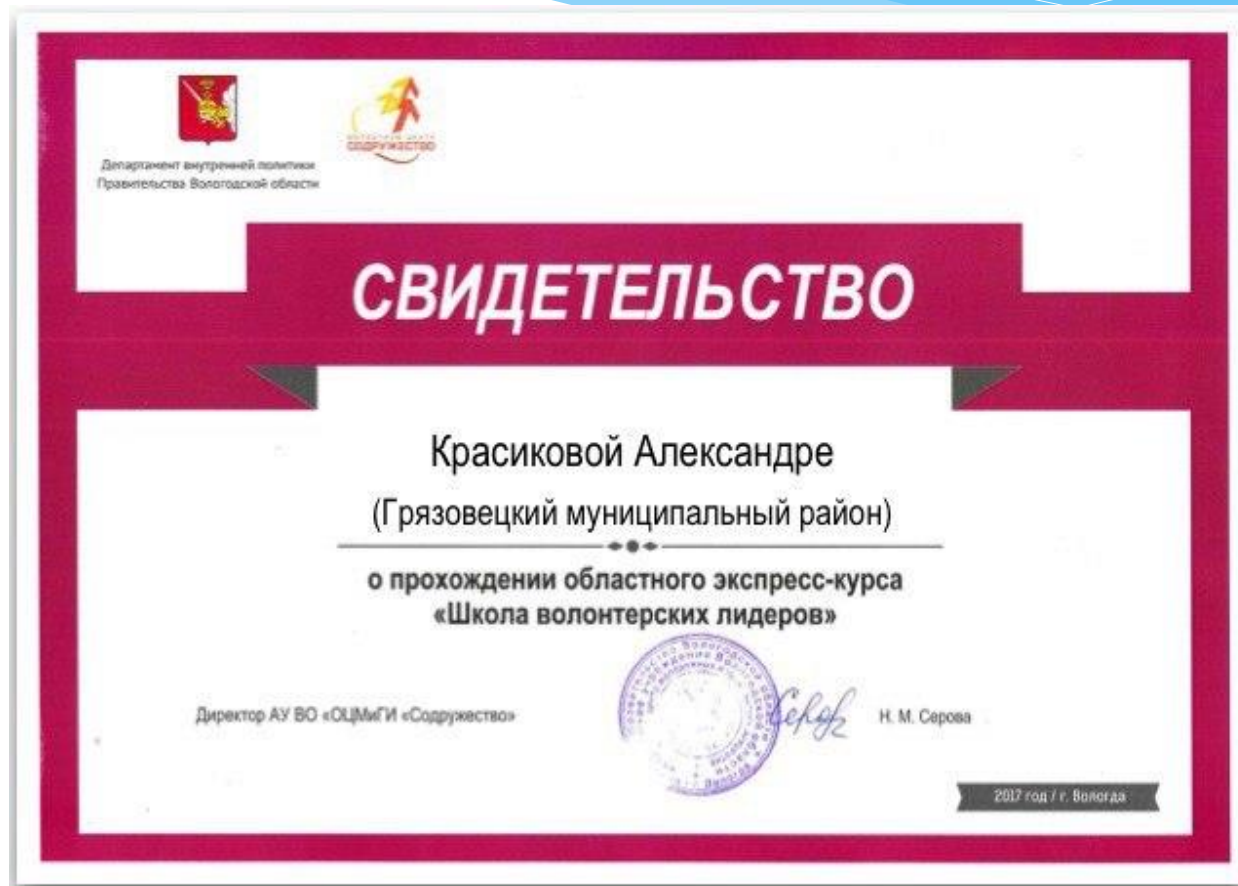 Департамент внутренней политики
Правительства Вологодской области
СОДРУЖЕСТВО
СВИДЕТЕЛЬСТВО
Красиковой Александре
(Грязовецкий муниципальный район)
о прохождении областного экспресс-курса
«Школа волонтерских лидеров»
Директор АУ ВО «ОЦМиГИ «Содружество»
Н. М. Серова
2017 год / г. Вологда